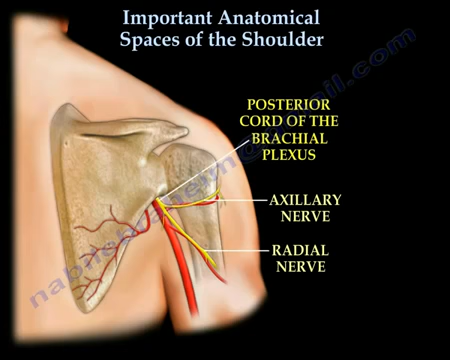 Important Anatomical
Spaces of the Shoulder
POSTERIOR
CORD OF THE
BRACHIAL
PLEXUS
AXILLARY
NERVE
RADIAL
NERVE